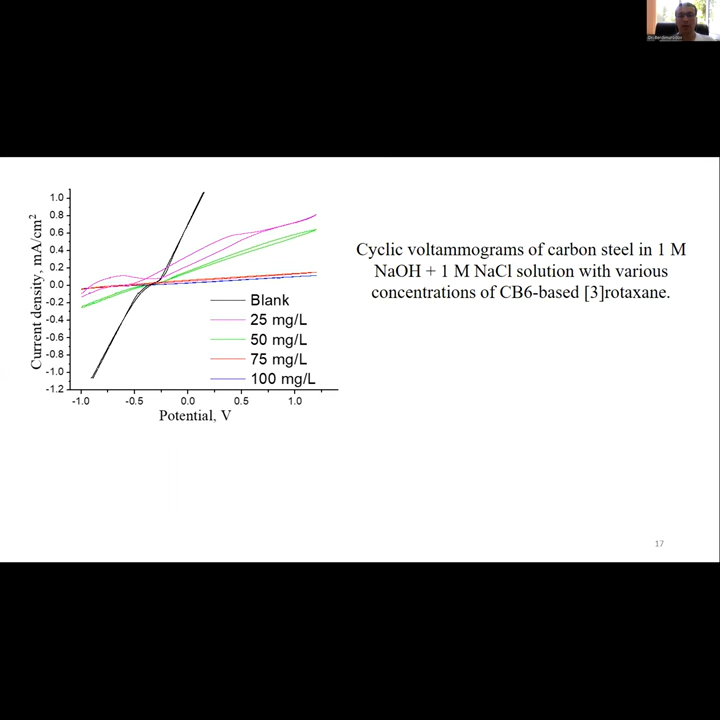 Current density, mA/cm²
1.0
0.8
0.6
0.4
0.2
0.0
-0.2
-0.4
-0.6
-0.8
-1.0
-1.2
-1.0
-0.5
0.0
0.5
1.0
Potential, V
Blank
25 mg/L
50 mg/L
75 mg/L
100 mg/L
Cyclic voltammograms of carbon steel in 1 M
NaOH + 1 M NaCl solution with various
concentrations of CB6-based [3]rotaxane.
17